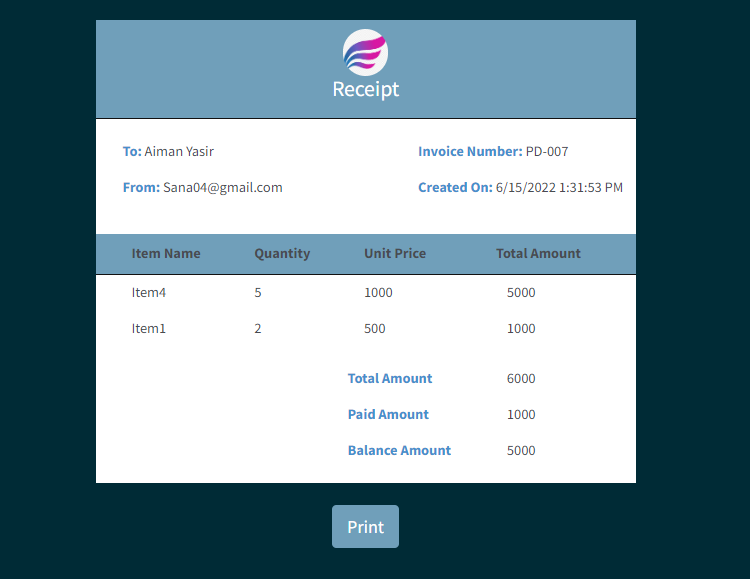 Receipt
To: Aiman Yasir
Invoice Number: PD-007
From: Sana04@gmail.com
Created On: 6/15/2022 1:31:53 PM
Item Name Quantity Unit Price Total Amount
Item4 5 1000 5000
Item1 2 500 1000
Total Amount 6000
Paid Amount 1000
Balance Amount 5000
Print